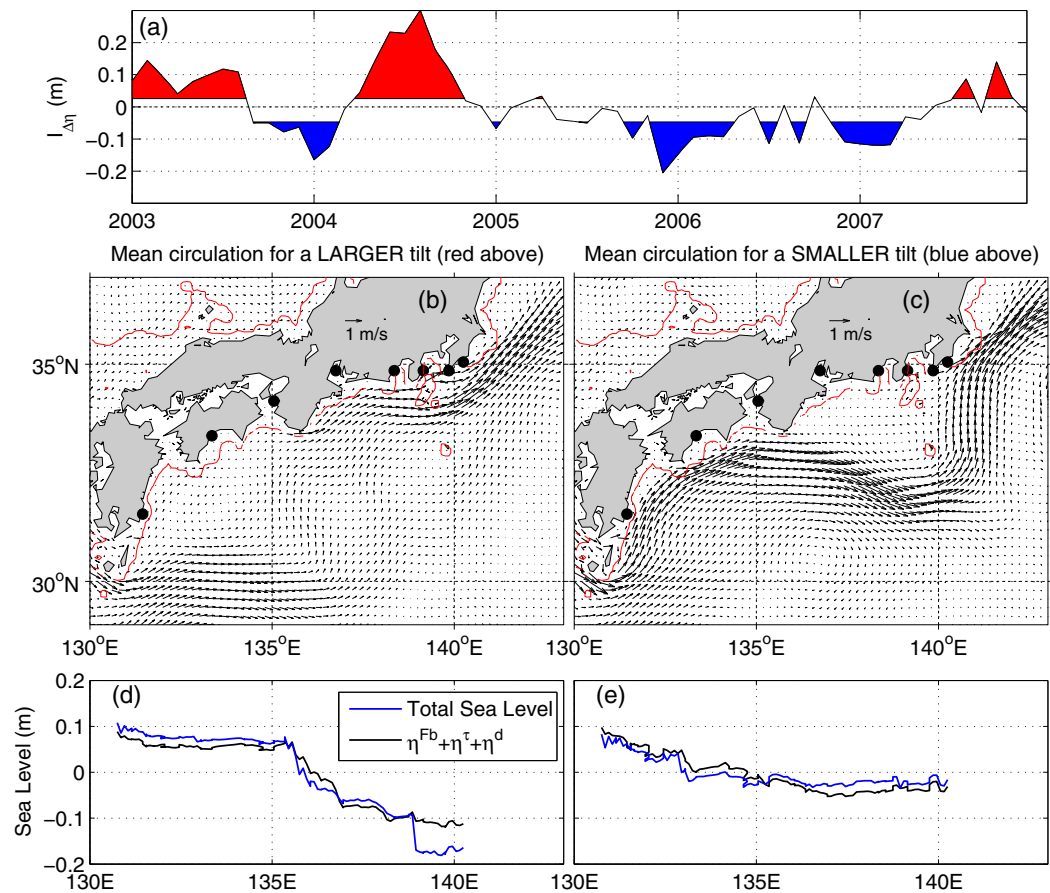 (a)
0.2
0.1
0
−0.1
−0.2
I Δη (m)
2003 2004 2005 2006 2007
Mean circulation for a LARGER tilt (red above) Mean circulation for a SMALLER tilt (blue above)
(b) (c)
1 m/s 1 m/s
35°N
30°N
130°E 135°E 140°E 130°E 135°E 140°E
(d) (e)
Total Sea Level
η^Fb+η^τ+η^d
Sea Level (m)
0.2
0.1
0
−0.1
−0.2
130E 135E 140E 130E 135E 140E